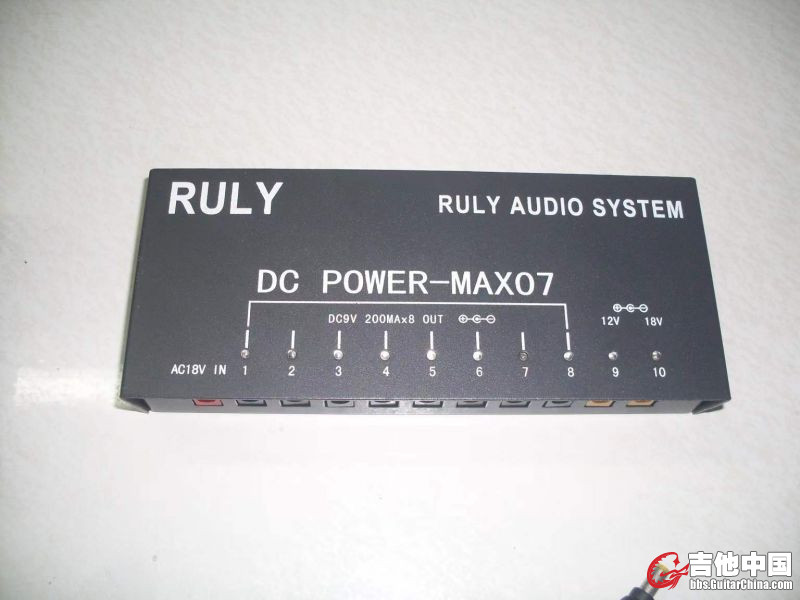 RULY
RULY AUDIO SYSTEM
DC POWER-MAX07
DC9V 200MAx8 OUT
12V 18V
AC18V IN 1 2 3 4 5 6 7 8 9 10
吉他中国
bbs.GuitarChina.com